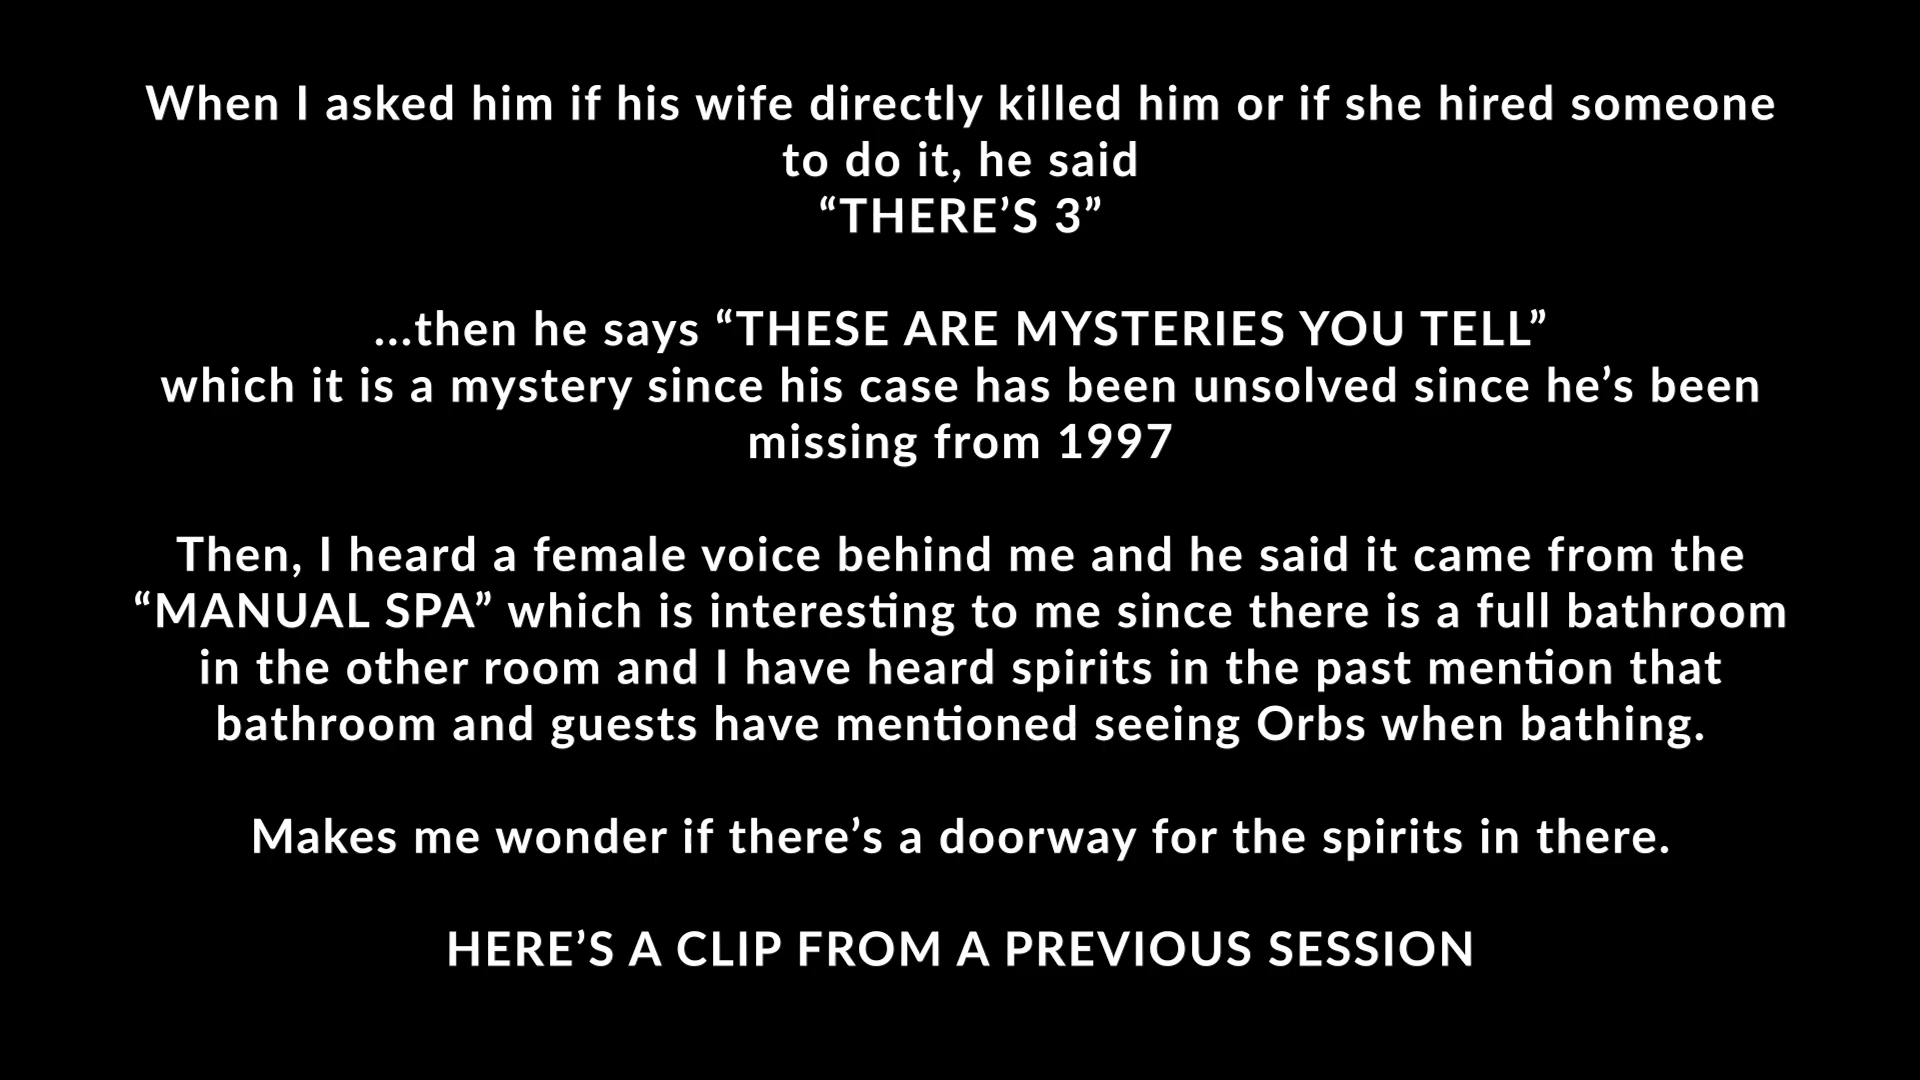 When I asked him if his wife directly killed him or if she hired someone
to do it, he said
“THERE’S 3”
...then he says “THESE ARE MYSTERIES YOU TELL”
which it is a mystery since his case has been unsolved since he’s been
missing from 1997
Then, I heard a female voice behind me and he said it came from the
“MANUAL SPA” which is interesting to me since there is a full bathroom
in the other room and I have heard spirits in the past mention that
bathroom and guests have mentioned seeing Orbs when bathing.
Makes me wonder if there’s a doorway for the spirits in there.
HERE’S A CLIP FROM A PREVIOUS SESSION